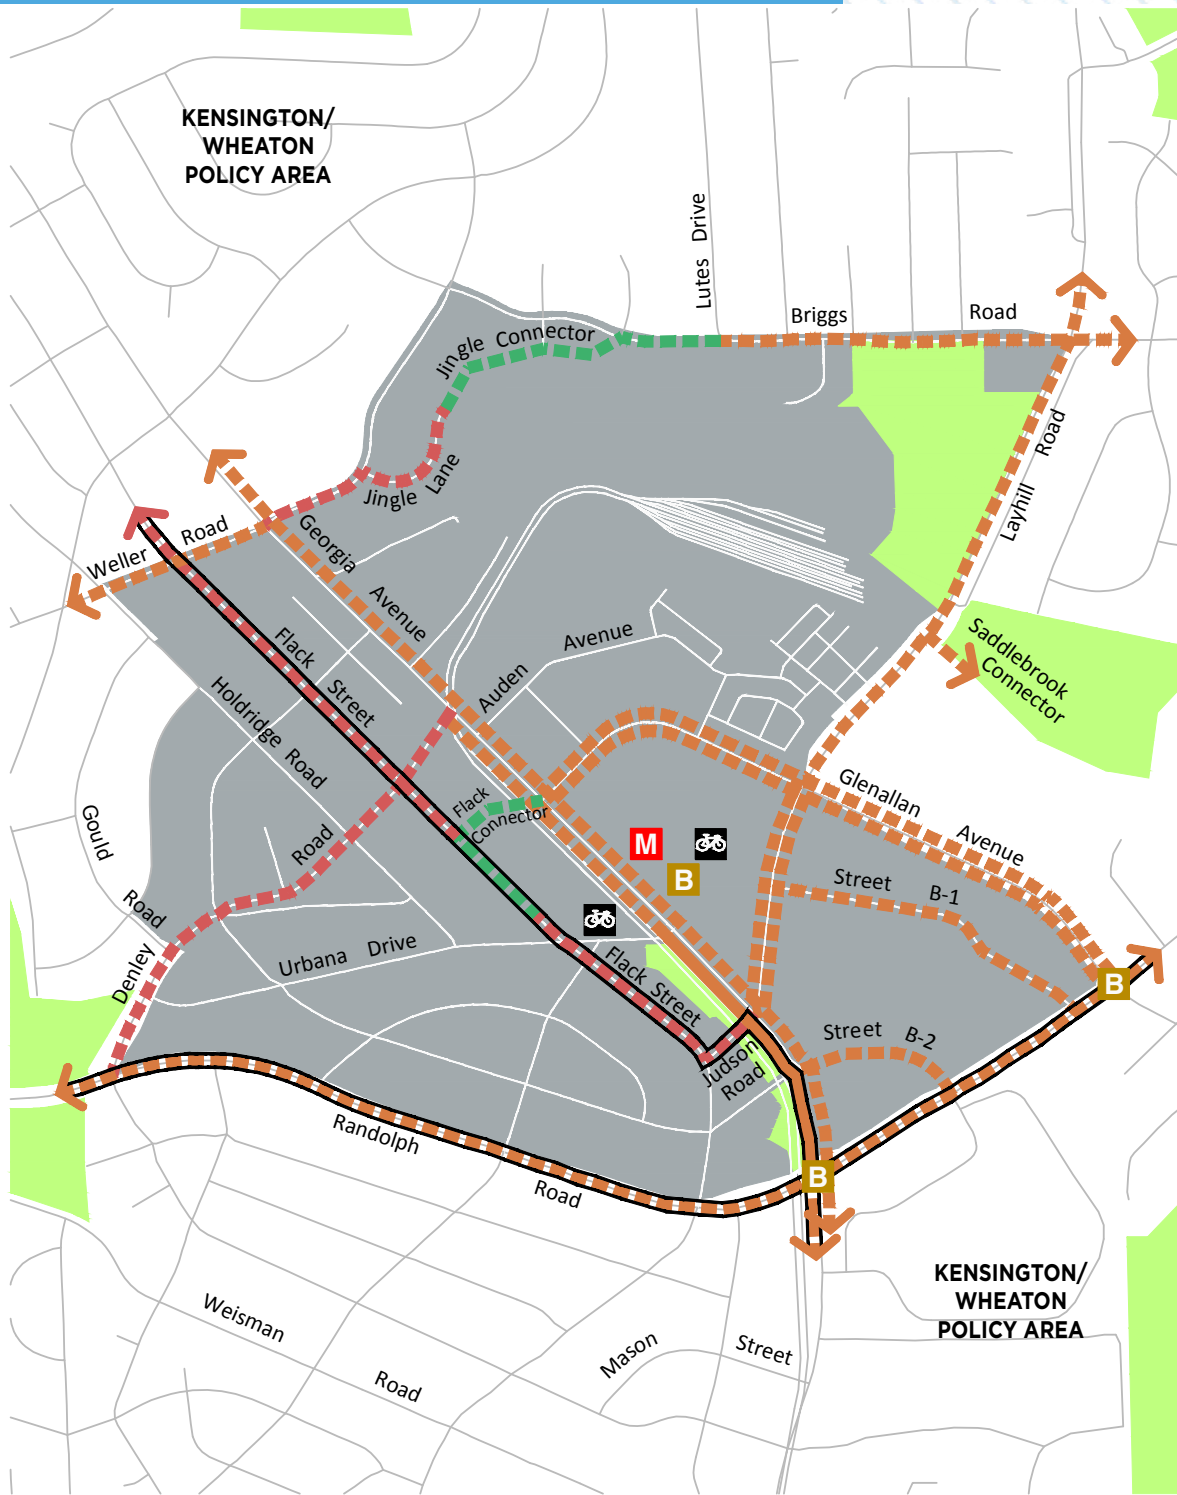 KENSINGTON/
WHEATON
POLICY AREA
Lutes Drive
Briggs Road
Jingle Connector
Jingle Lane
Weller Road
Georgia Avenue
Layhill Road
Flack Street
Auden Avenue
Saddlebrook
Connector
Holdridge Road
Flack
Connector
Glenallan Avenue
Gould Road
Road
M
B
Street B-1
Denley
Urbana Drive
Flack Street
B
Street B-2
Judson
Road
Randolph Road
B
KENSINGTON/
WHEATON
POLICY AREA
Weisman Road
Mason Street